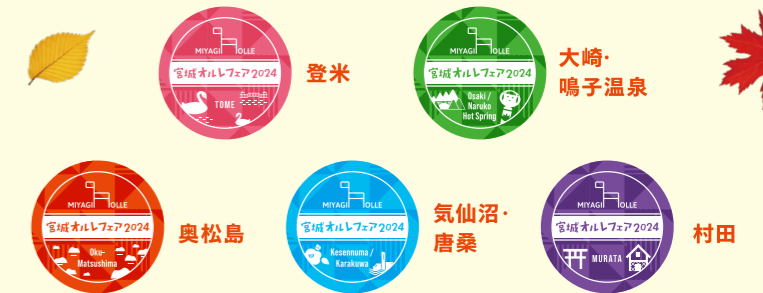 MIYAGI OLLE
宮城オルレフェア2024
TOME
登米
MIYAGI OLLE
宮城オルレフェア2024
Osaki /
Naruko
Hot Spring
大崎・
鳴子温泉
MIYAGI OLLE
宮城オルレフェア2024
Oku-
Matsushima
奥松島
MIYAGI OLLE
宮城オルレフェア2024
Kesennuma /
Karakuwa
気仙沼・
唐桑
MIYAGI OLLE
宮城オルレフェア2024
MURATA
村田